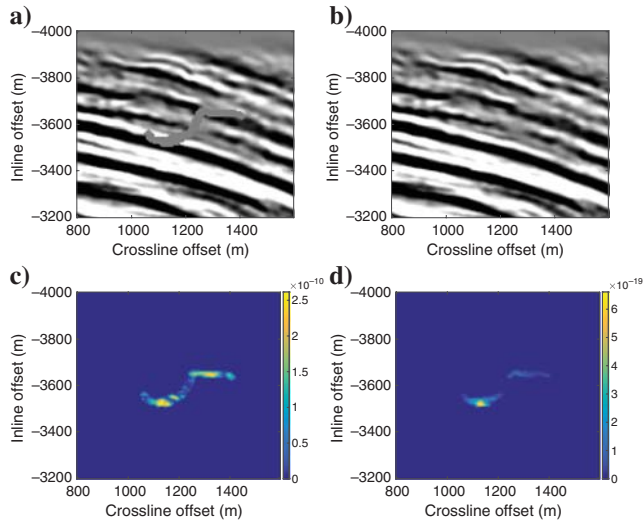 a)
b)
Inline offset (m)
–4000
–3800
–3600
–3400
–3200
800 1000 1200 1400
Crossline offset (m)
Inline offset (m)
–4000
–3800
–3600
–3400
–3200
800 1000 1200 1400
Crossline offset (m)
c)
d)
Inline offset (m)
–4000
–3800
–3600
–3400
–3200
800 1000 1200 1400
Crossline offset (m)
×10⁻¹⁰
2.5
2
1.5
1
0.5
0
Inline offset (m)
–4000
–3800
–3600
–3400
–3200
800 1000 1200 1400
Crossline offset (m)
×10⁻¹⁹
6
5
4
3
2
1
0